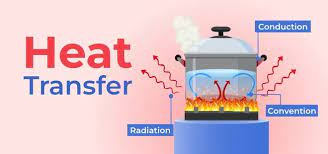 Heat
Transfer
Conduction
Convention
Radiation